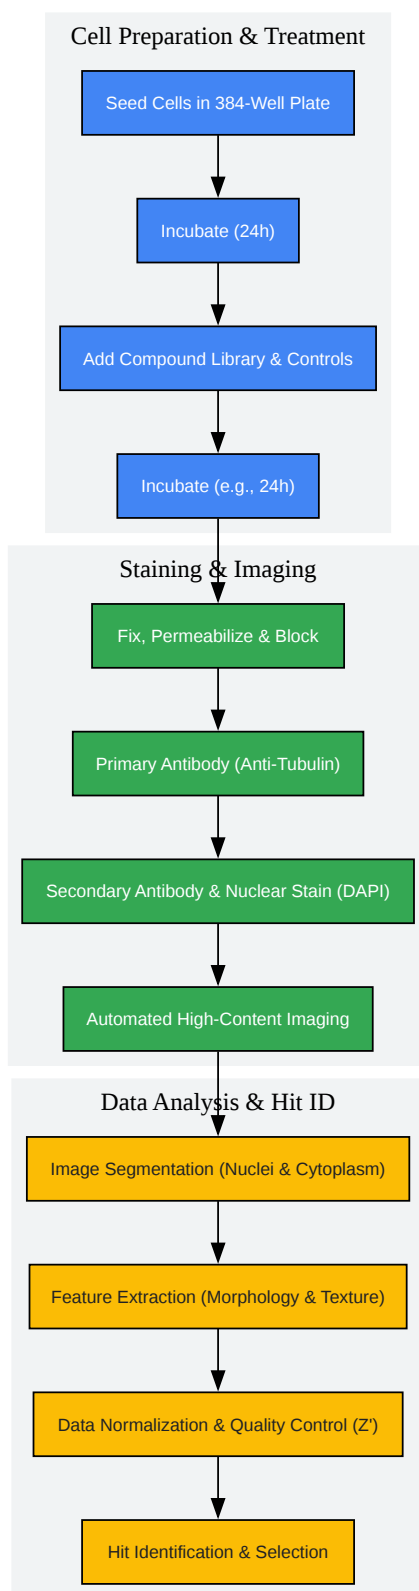 Cell Preparation & Treatment
Seed Cells in 384-Well Plate
Incubate (24h)
Add Compound Library & Controls
Incubate (e.g., 24h)
Staining & Imaging
Fix, Permeabilize & Block
Primary Antibody (Anti-Tubulin)
Secondary Antibody & Nuclear Stain (DAPI)
Automated High-Content Imaging
Data Analysis & Hit ID
Image Segmentation (Nuclei & Cytoplasm)
Feature Extraction (Morphology & Texture)
Data Normalization & Quality Control (Z')
Hit Identification & Selection